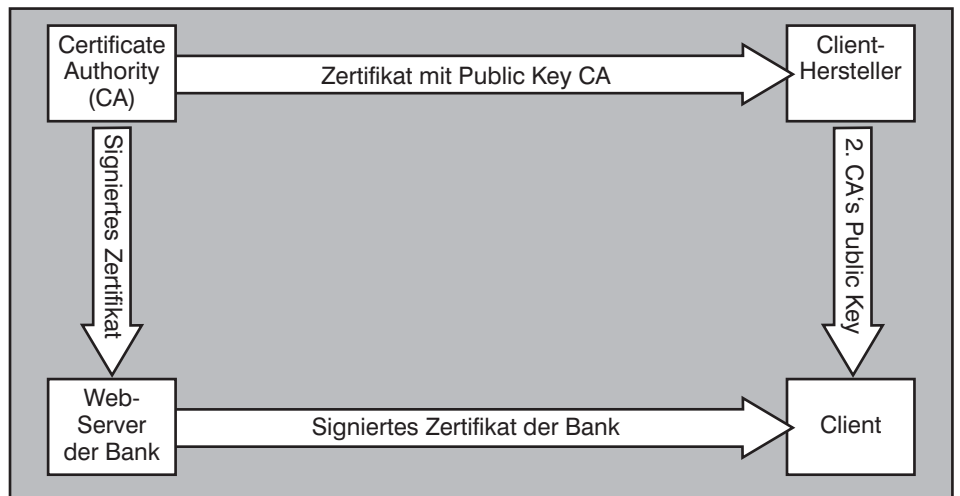 Certificate
Authority
(CA)
Zertifikat mit Public Key CA
Client-
Hersteller
Signiertes Zertifikat
2. CA's Public Key
Web-
Server
der Bank
Signiertes Zertifikat der Bank
Client